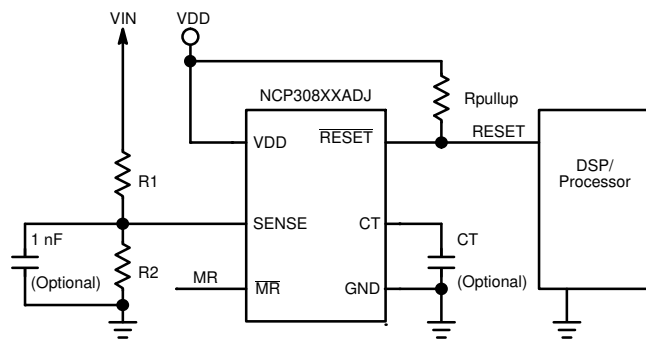 VIN
VDD
NCP308XXADJ
Rpullup
VDD
RESET
RESET
DSP/
Processor
R1
SENSE
CT
1 nF
(Optional)
R2
CT
(Optional)
MR
MR
GND